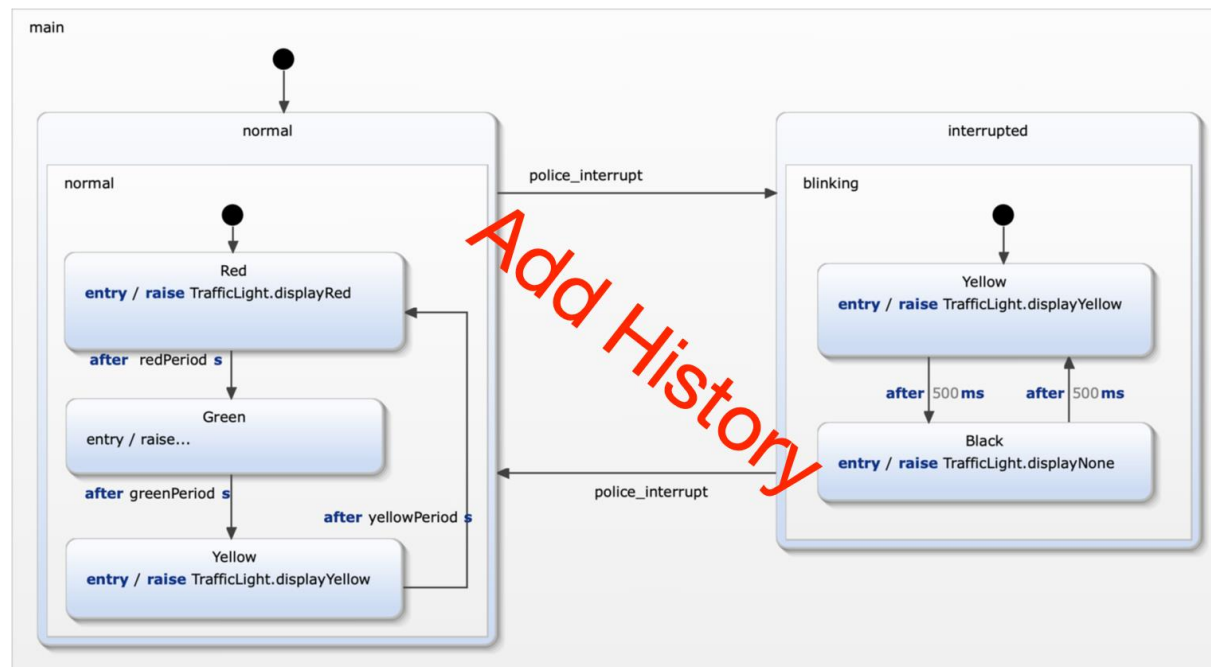 main
normal
interrupted
normal
police_interrupt
blinking
Red
entry / raise TrafficLight.displayRed
Yellow
entry / raise TrafficLight.displayYellow
Add History
after redPeriod s
after 500 ms
after 500 ms
Green
entry / raise...
Black
entry / raise TrafficLight.displayNone
after greenPeriod s
police_interrupt
after yellowPeriod s
Yellow
entry / raise TrafficLight.displayYellow